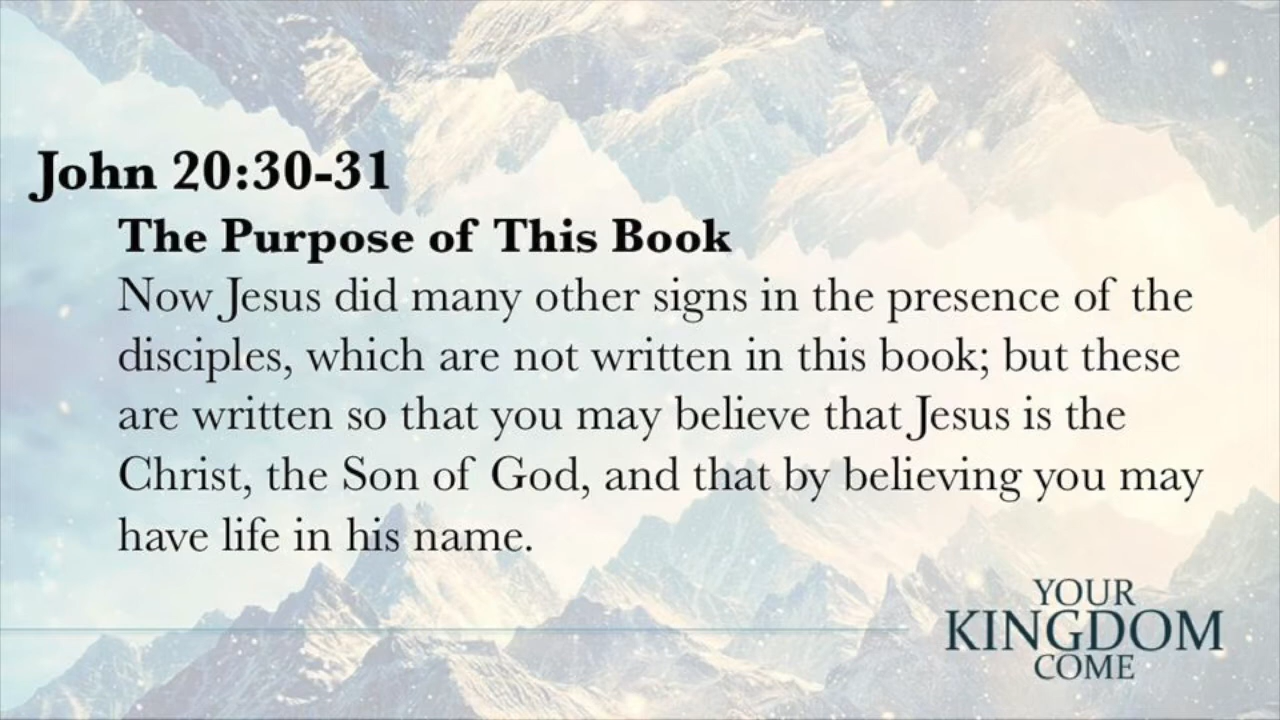 John 20:30-31
The Purpose of This Book
Now Jesus did many other signs in the presence of the
disciples, which are not written in this book; but these
are written so that you may believe that Jesus is the
Christ, the Son of God, and that by believing you may
have life in his name.
YOUR
KINGDOM
COME